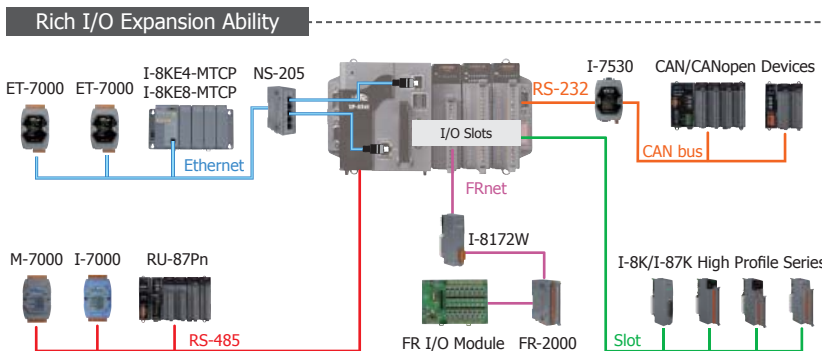 Rich I/O Expansion Ability
ET-7000
ET-7000
I-8KE4-MTCP
I-8KE8-MTCP
NS-205
RS-232
I-7530
CAN/CANopen Devices
I/O Slots
Ethernet
FRnet
CAN bus
M-7000
I-7000
RU-87Pn
I-8172W
I-8K/I-87K High Profile Series
RS-485
FR I/O Module
FR-2000
Slot